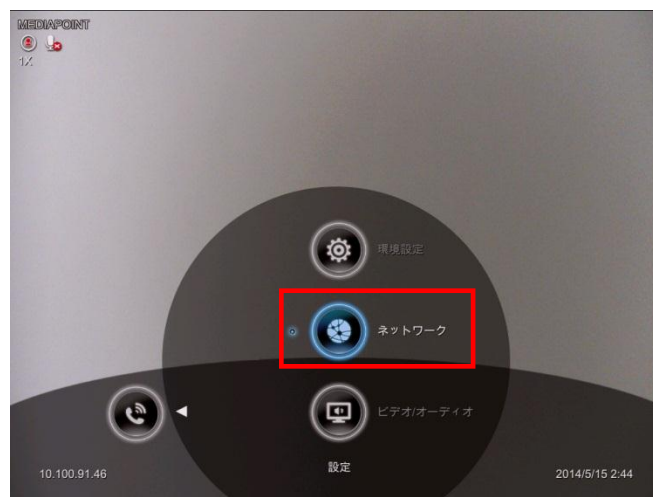 MEDIAPOINT
1X
環境設定
ネットワーク
ビデオ/オーディオ
設定
10.100.91.46
2014/5/15 2:44